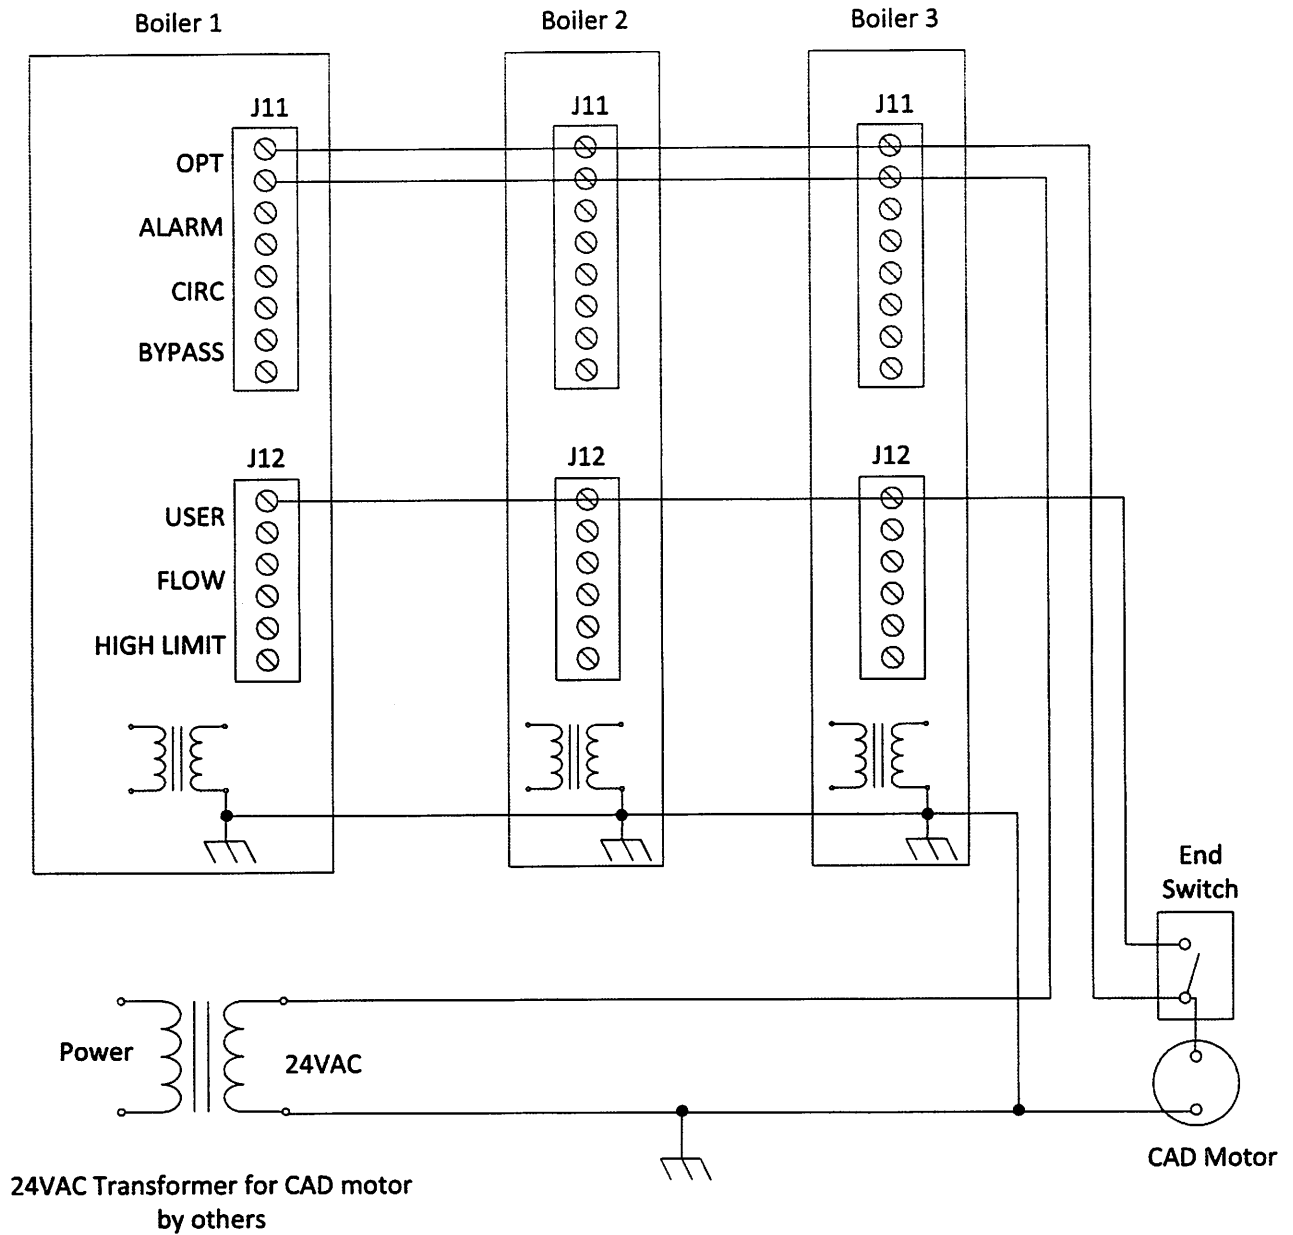 Boiler 1
Boiler 2
Boiler 3
J11
J11
J11
OPT
ALARM
CIRC
BYPASS
J12
J12
J12
USER
FLOW
HIGH LIMIT
End
Switch
Power
24VAC
CAD Motor
24VAC Transformer for CAD motor
by others